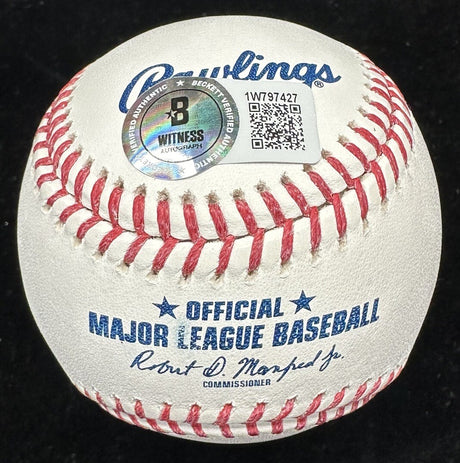 Rawlings®
BECKETT VERIFIED AUTHENTIC
B
WITNESS
AUTOGRAPH
1W797427
★ OFFICIAL ★
MAJOR LEAGUE BASEBALL
Robert D. Manfred Jr.
COMMISSIONER